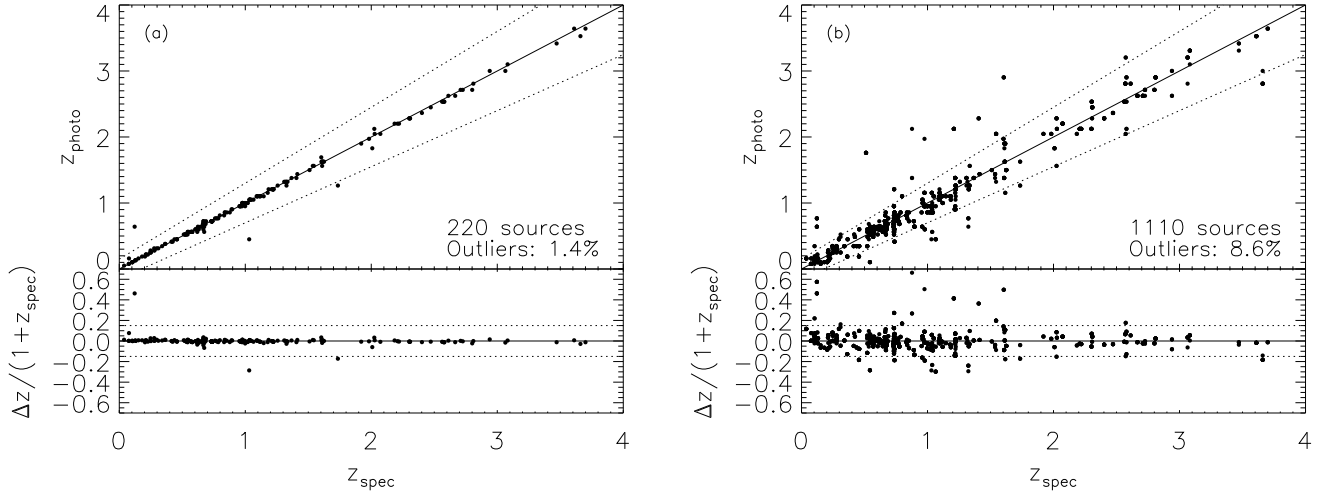 (a)
4
3
2
1
0
z_photo
220 sources
Outliers: 1.4%
0.6
0.4
0.2
0.0
−0.2
−0.4
−0.6
Δz/(1+z_spec)
0 1 2 3 4
z_spec
(b)
4
3
2
1
0
z_photo
1110 sources
Outliers: 8.6%
0.6
0.4
0.2
0.0
−0.2
−0.4
−0.6
Δz/(1+z_spec)
0 1 2 3 4
z_spec